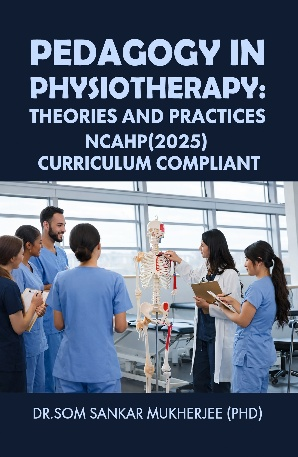 PEDAGOGY IN
PHYSIOTHERAPY:
THEORIES AND PRACTICES
NCAHP(2025)
CURRICULUM COMPLIANT
DR.SOM SANKAR MUKHERJEE (PHD)